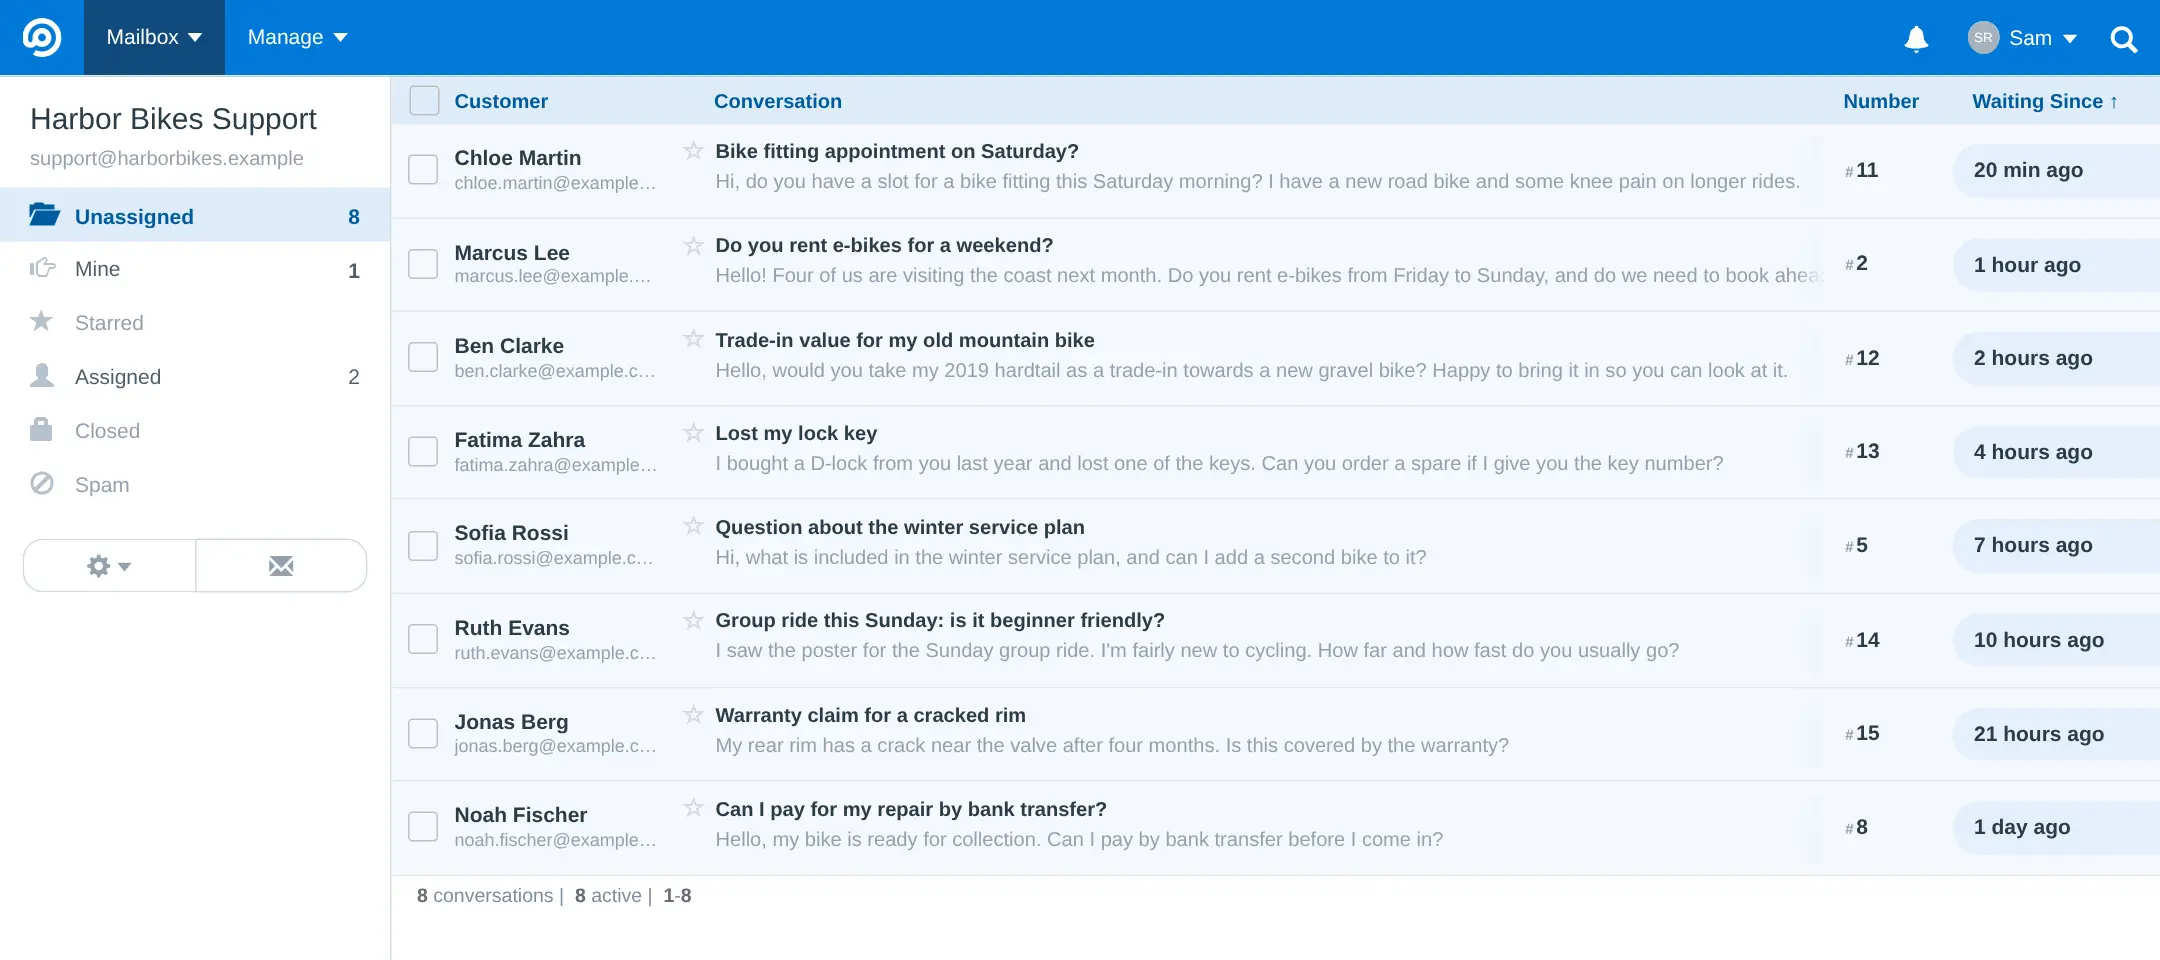 Mailbox Manage SR Sam
Harbor Bikes Support
support@harborbikes.example
Unassigned 8
Mine 1
Starred
Assigned 2
Closed
Spam
Customer Conversation Number Waiting Since ↑
Chloe Martin
chloe.martin@example…
Bike fitting appointment on Saturday?
Hi, do you have a slot for a bike fitting this Saturday morning? I have a new road bike and some knee pain on longer rides.
#11
20 min ago
Marcus Lee
marcus.lee@example.…
Do you rent e-bikes for a weekend?
Hello! Four of us are visiting the coast next month. Do you rent e-bikes from Friday to Sunday, and do we need to book
#2
1 hour ago
Ben Clarke
ben.clarke@example.c…
Trade-in value for my old mountain bike
Hello, would you take my 2019 hardtail as a trade-in towards a new gravel bike? Happy to bring it in so you can look at it.
#12
2 hours ago
Fatima Zahra
fatima.zahra@example…
Lost my lock key
I bought a D-lock from you last year and lost one of the keys. Can you order a spare if I give you the key number?
#13
4 hours ago
Sofia Rossi
sofia.rossi@example.c…
Question about the winter service plan
Hi, what is included in the winter service plan, and can I add a second bike to it?
#5
7 hours ago
Ruth Evans
ruth.evans@example.c…
Group ride this Sunday: is it beginner friendly?
I saw the poster for the Sunday group ride. I'm fairly new to cycling. How far and how fast do you usually go?
#14
10 hours ago
Jonas Berg
jonas.berg@example.c…
Warranty claim for a cracked rim
My rear rim has a crack near the valve after four months. Is this covered by the warranty?
#15
21 hours ago
Noah Fischer
noah.fischer@example…
Can I pay for my repair by bank transfer?
Hello, my bike is ready for collection. Can I pay by bank transfer before I come in?
#8
1 day ago
8 conversations | 8 active | 1-8